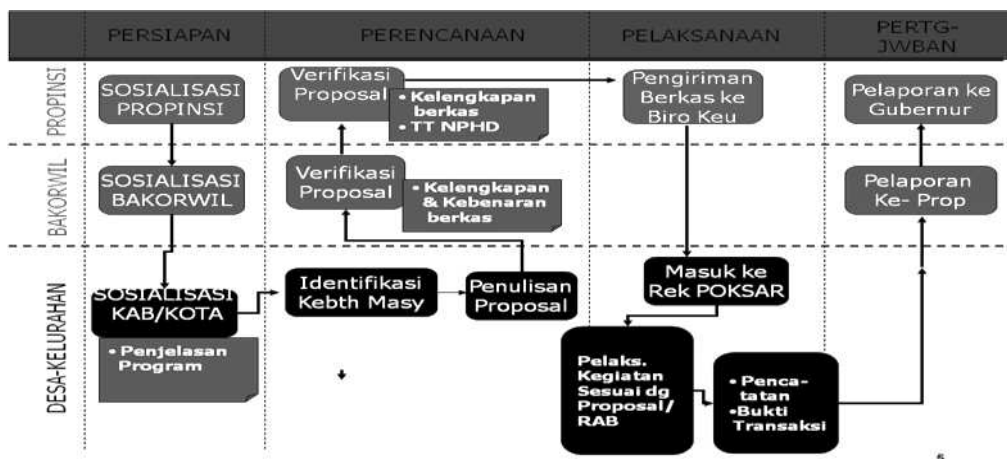 PERSIAPAN
PERENCANAAN
PELAKSANAAN
PERTG-
JWBAN
PROPINSI
SOSIALISASI
PROPINSI
Verifikasi
Proposal
• Kelengkapan
berkas
• TT NPHD
Pengiriman
Berkas ke
Biro Keu
Pelaporan ke
Gubernur
BAKORWIL
SOSIALISASI
BAKORWIL
Verifikasi
Proposal
• Kelengkapan
& Kebenaran
berkas
Pelaporan
Ke- Prop
DESA-KELURAHAN
SOSIALISASI
KAB/KOTA
• Penjelasan
Program
Identifikasi
Kebth Masy
Penulisan
Proposal
Masuk ke
Rek POKSAR
Pelaks.
Kegiatan
Sesuai dg
Proposal/
RAB
• Penca-
tatan
•Bukti
Transaksi